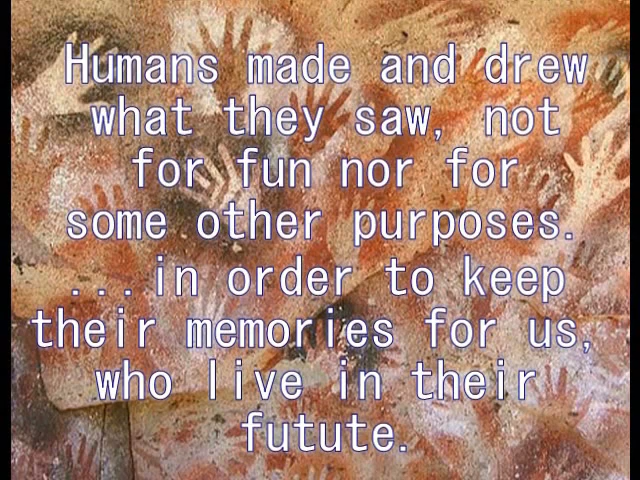 Humans made and drew
what they saw, not
for fun nor for
some other purposes.
...in order to keep
their memories for us,
who live in their
futute.